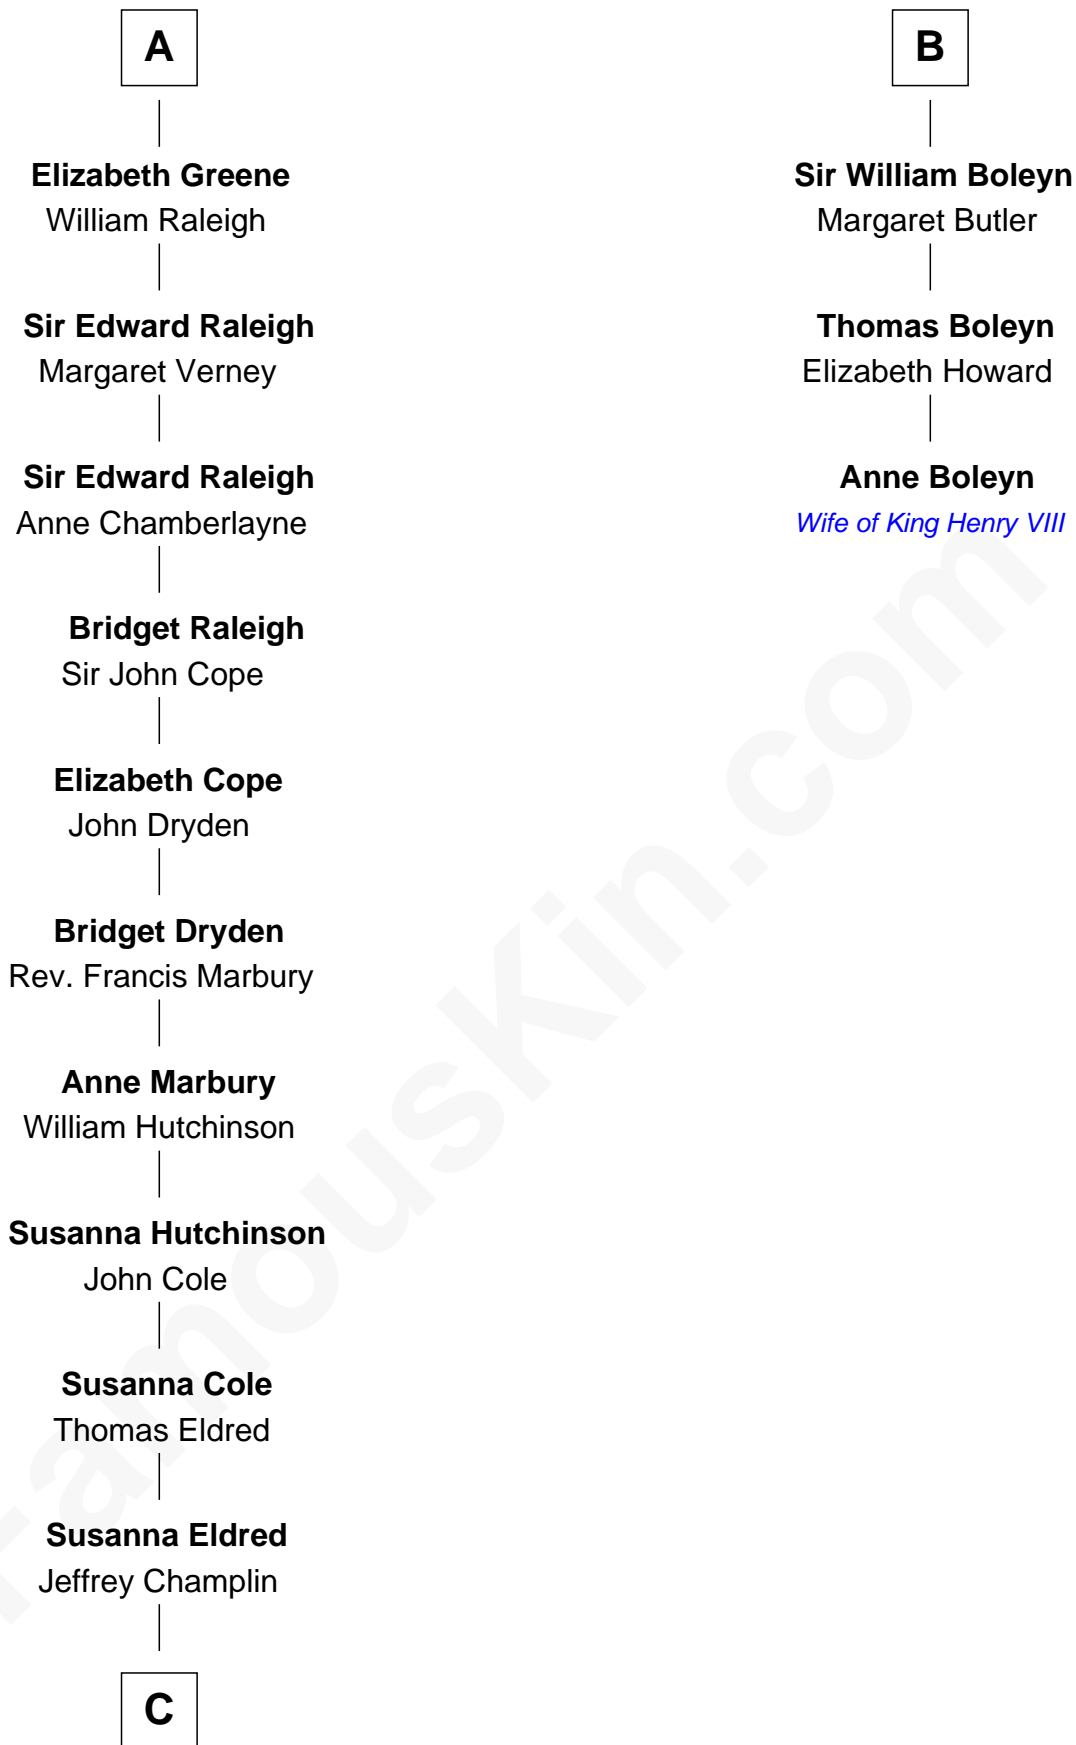 A
Elizabeth Greene
William Raleigh
Sir Edward Raleigh
Margaret Verney
Sir Edward Raleigh
Anne Chamberlayne
Bridget Raleigh
Sir John Cope
Elizabeth Cope
John Dryden
Bridget Dryden
Rev. Francis Marbury
Anne Marbury
William Hutchinson
Susanna Hutchinson
John Cole
Susanna Cole
Thomas Eldred
Susanna Eldred
Jeffrey Champlin
C
B
Sir William Boleyn
Margaret Butler
Thomas Boleyn
Elizabeth Howard
Anne Boleyn
Wife of King Henry VIII
FamousKin.com